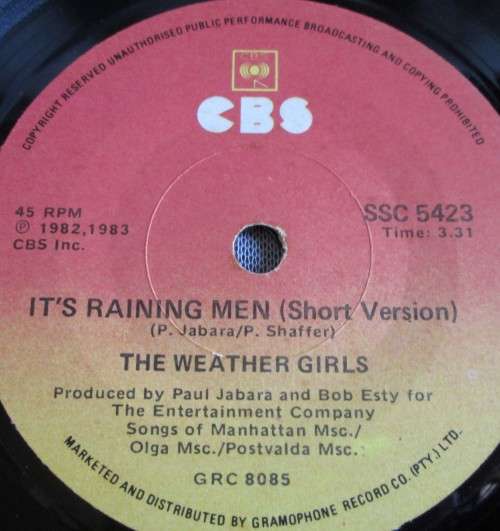 COPYRIGHT RESERVED UNAUTHORISED PUBLIC PERFORMANCE BROADCASTING AND COPYING PROHIBITED
CBS
45 RPM
℗ 1982,1983
CBS Inc.
SSC 5423
Time: 3.31
IT'S RAINING MEN (Short Version)
(P. Jabara/P. Shaffer)
THE WEATHER GIRLS
Produced by Paul Jabara and Bob Esty for
The Entertainment Company
Songs of Manhattan Msc./
Olga Msc./Postvalda Msc.
GRC 8085
MARKETED AND DISTRIBUTED BY GRAMOPHONE RECORD CO. (PTY.) LTD.